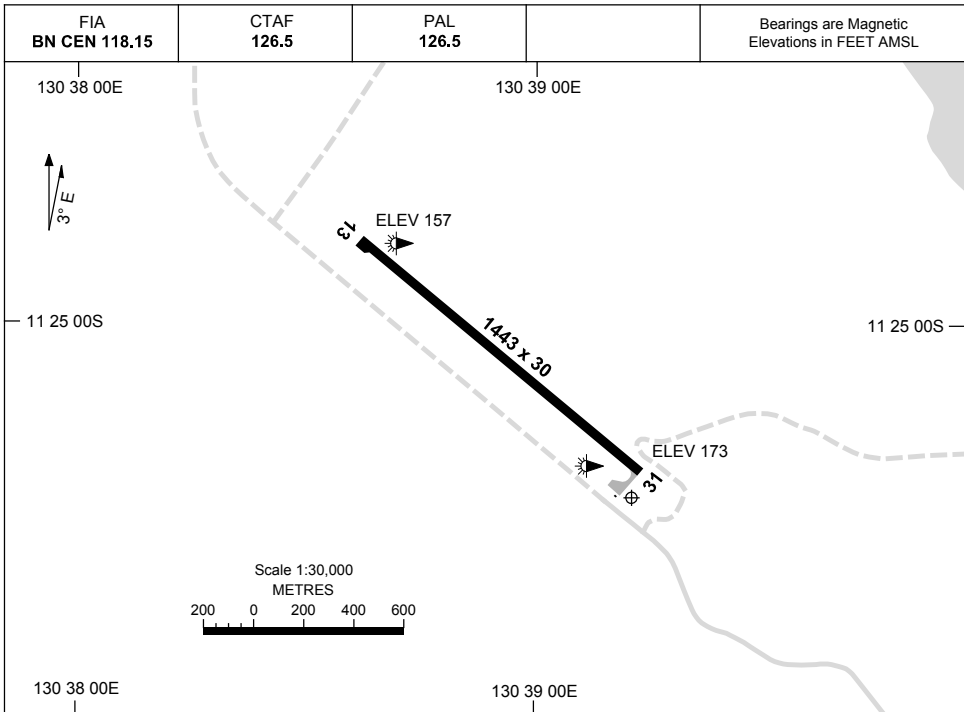 FIA
BN CEN 118.15
CTAF
126.5
PAL
126.5
Bearings are Magnetic
Elevations in FEET AMSL
130 38 00E
130 39 00E
3° E
13
ELEV 157
11 25 00S
11 25 00S
1443 x 30
ELEV 173
31
Scale 1:30,000
METRES
200 0 200 400 600
130 38 00E
130 39 00E